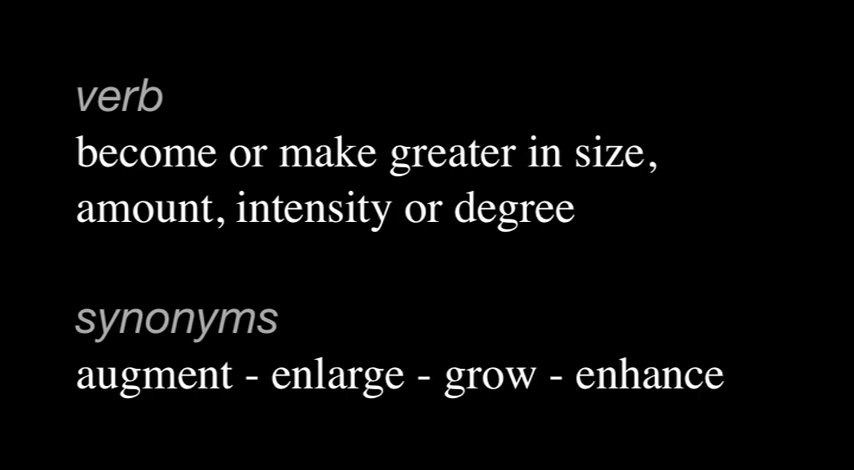 verb
become or make greater in size,
amount, intensity or degree
synonyms
augment - enlarge - grow - enhance